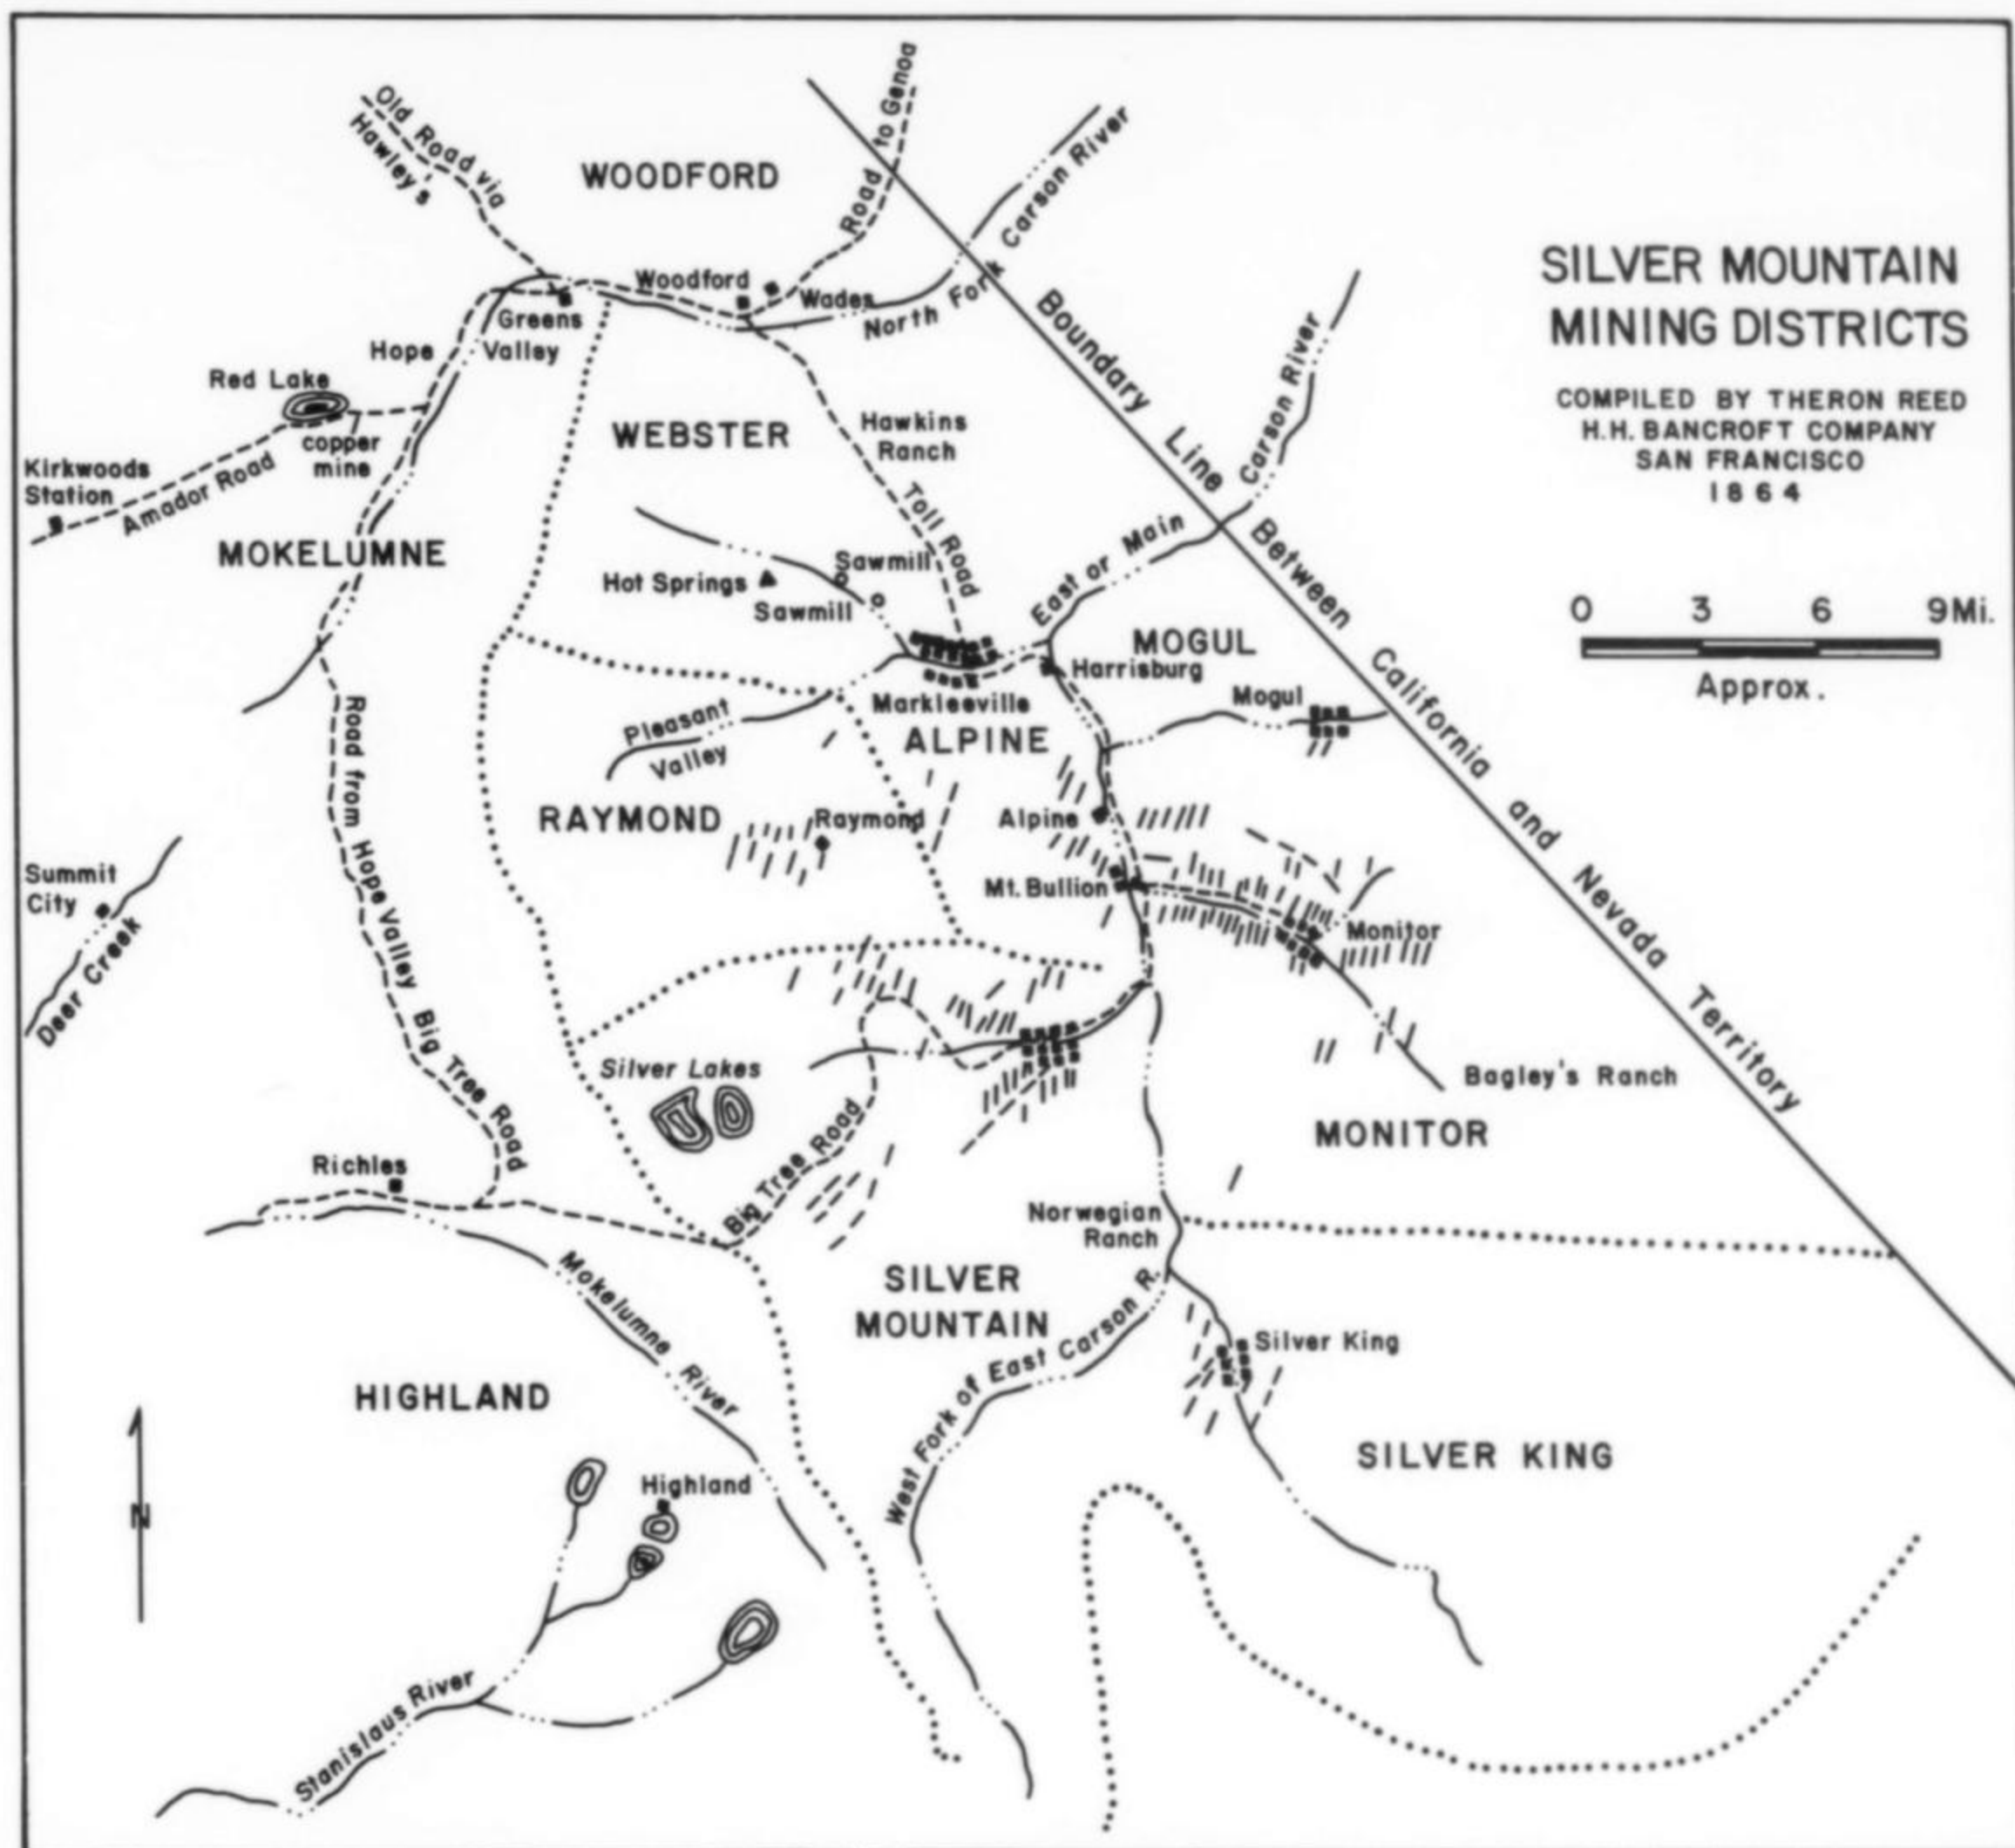 Old Road via
Hawley's
WOODFORD
Road to Genoa
Carson River
North Fork
Woodford
Wades
Greens
Hope Valley
Red Lake
copper
mine
Kirkwoods
Station
Amador Road
MOKELUMNE
WEBSTER
Hawkins
Ranch
Toll Road
Boundary Line Between California and Nevada Territory
Carson River
East or Main
SILVER MOUNTAIN
MINING DISTRICTS
COMPILED BY THERON REED
H.H. BANCROFT COMPANY
SAN FRANCISCO
1864
0 3 6 9Mi.
Approx.
Hot Springs
Sawmill
Sawmill
MOGUL
Harrisburg
Mogul
Markleeville
Pleasant
Valley
ALPINE
RAYMOND
Raymond
Alpine
Mt. Bullion
Monitor
Road from Hope Valley Big Tree Road
Summit
City
Deer Creek
Silver Lakes
Big Tree Road
Bagley's Ranch
MONITOR
Richles
Norwegian
Ranch
Mokelumne River
SILVER
MOUNTAIN
West Fork of East Carson R.
Silver King
HIGHLAND
SILVER KING
Highland
N
Stanislaus River